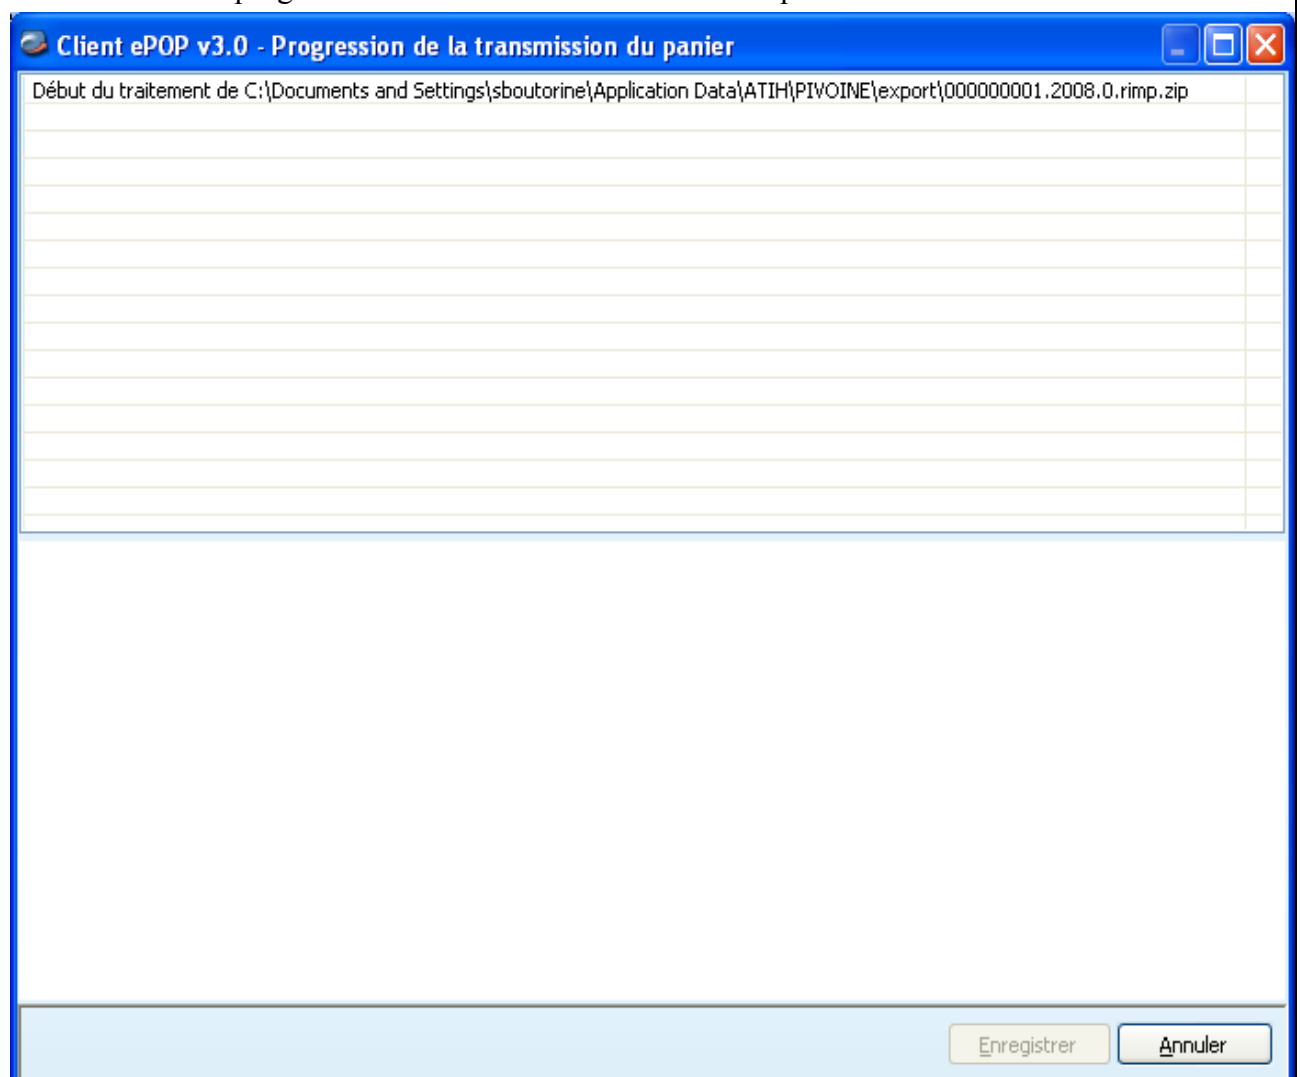 Client ePOP v3.0 - Progression de la transmission du panier
Début du traitement de C:\Documents and Settings\sboutorine\Application Data\ATIH\PIVOINE\export\000000001.2008.0.rimp.zip
Enregistrer
Annuler